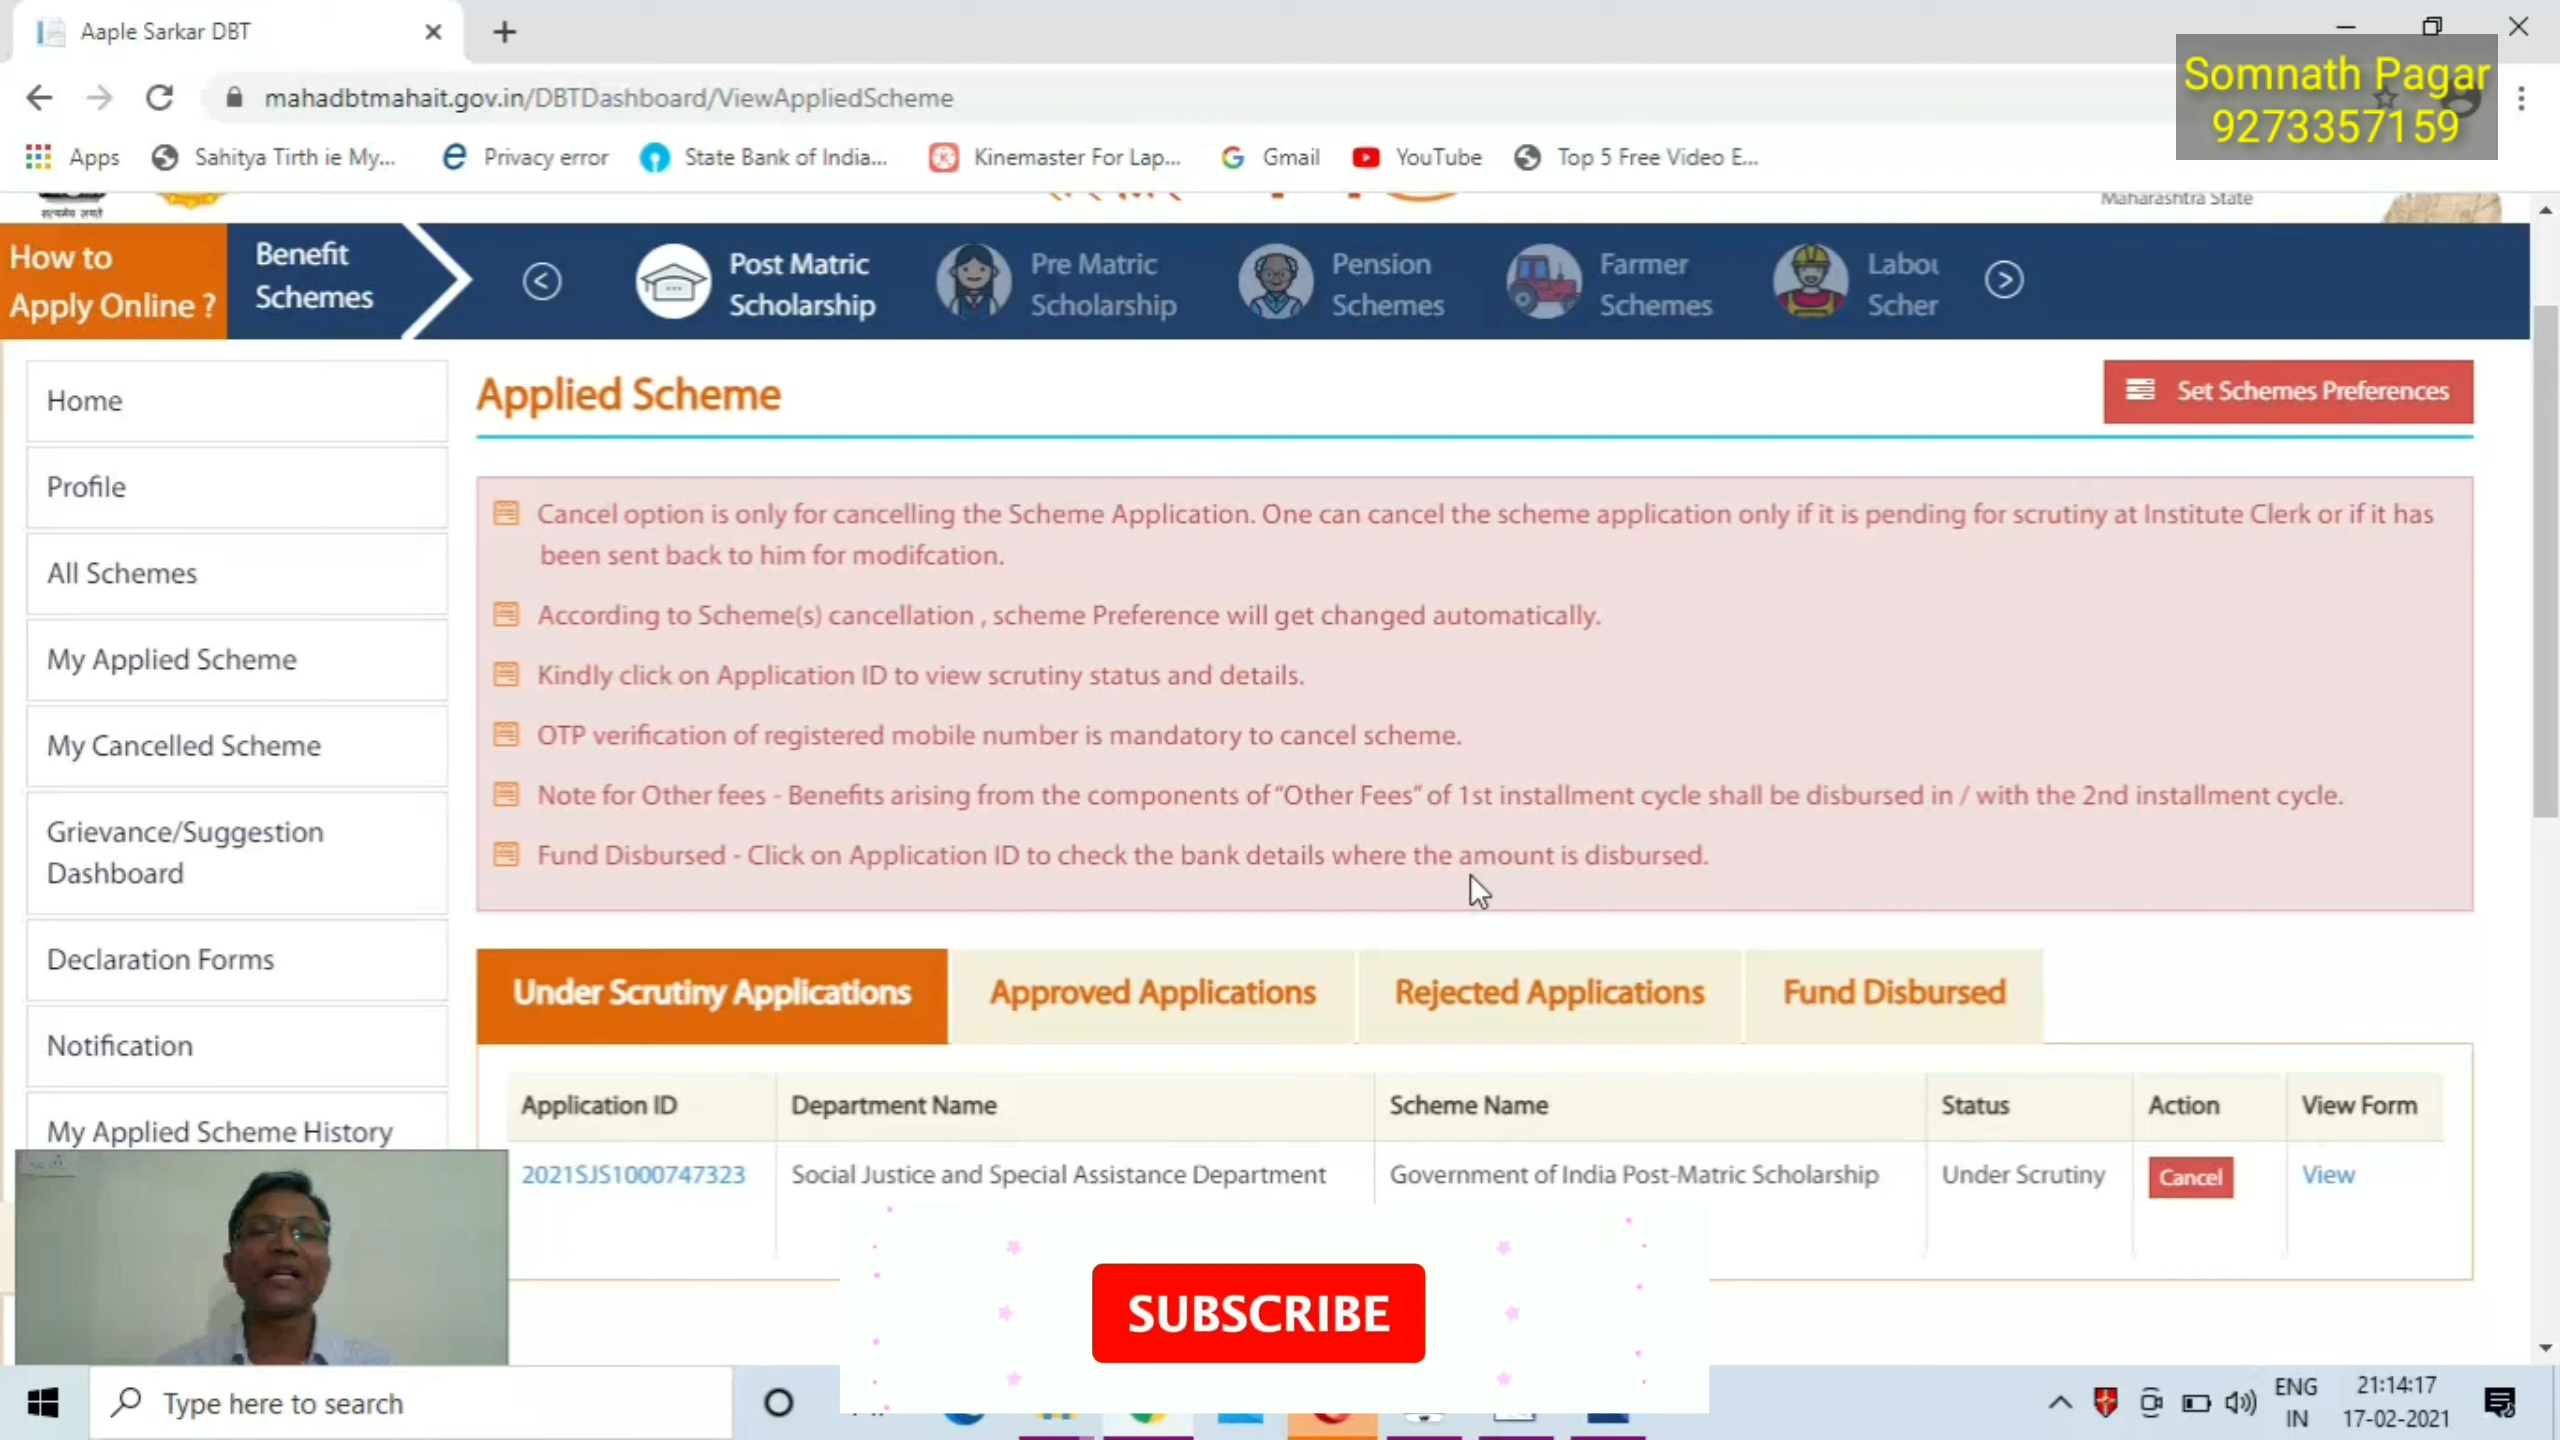 Aaple Sarkar DBT
Somnath Pagar
9273357159
mahadbtmahait.gov.in/DBTDashboard/ViewAppliedScheme
Apps
Sahitya Tirth ie My...
Privacy error
State Bank of India...
Kinemaster For Lap...
Gmail
YouTube
Top 5 Free Video E...
सत्यमेव जयते
Maharashtra State
How to
Apply Online ?
Benefit
Schemes
Post Matric
Scholarship
Pre Matric
Scholarship
Pension
Schemes
Farmer
Schemes
Labou
Scher
Home
Profile
All Schemes
My Applied Scheme
My Cancelled Scheme
Grievance/Suggestion
Dashboard
Declaration Forms
Notification
My Applied Scheme History
Applied Scheme
Set Schemes Preferences
Cancel option is only for cancelling the Scheme Application. One can cancel the scheme application only if it is pending for scrutiny at Institute Clerk or if it has
been sent back to him for modifcation.
According to Scheme(s) cancellation , scheme Preference will get changed automatically.
Kindly click on Application ID to view scrutiny status and details.
OTP verification of registered mobile number is mandatory to cancel scheme.
Note for Other fees - Benefits arising from the components of “Other Fees” of 1st installment cycle shall be disbursed in / with the 2nd installment cycle.
Fund Disbursed - Click on Application ID to check the bank details where the amount is disbursed.
Under Scrutiny Applications
Approved Applications
Rejected Applications
Fund Disbursed
Application ID
Department Name
Scheme Name
Status
Action
View Form
2021SJS1000747323
Social Justice and Special Assistance Department
Government of India Post-Matric Scholarship
Under Scrutiny
Cancel
View
SUBSCRIBE
Type here to search
ENG
IN
21:14:17
17-02-2021